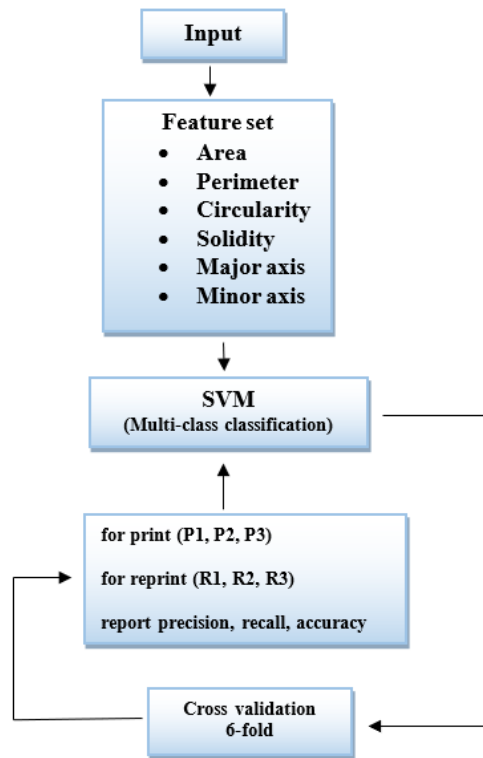 Input
Feature set
• Area
• Perimeter
• Circularity
• Solidity
• Major axis
• Minor axis
SVM
(Multi-class classification)
for print (P1, P2, P3)
for reprint (R1, R2, R3)
report precision, recall, accuracy
Cross validation
6-fold